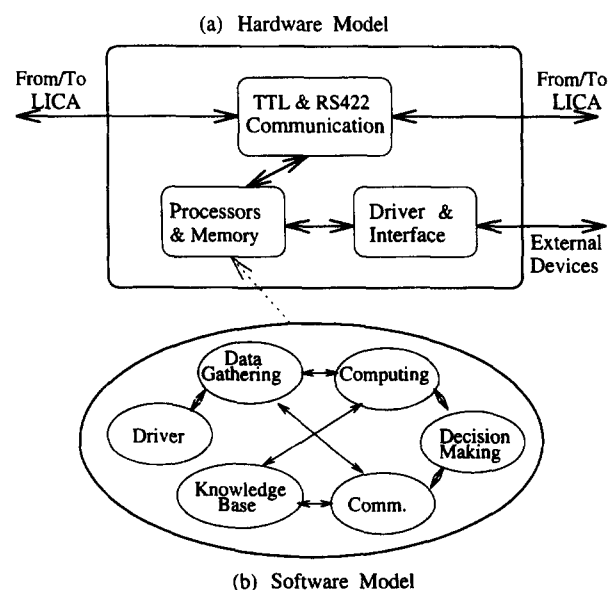 (a) Hardware Model
From/To
LICA
TTL & RS422
Communication
From/To
LICA
Processors
& Memory
Driver &
Interface
External
Devices
Data
Gathering
Computing
Driver
Decision
Making
Knowledge
Base
Comm.
(b) Software Model